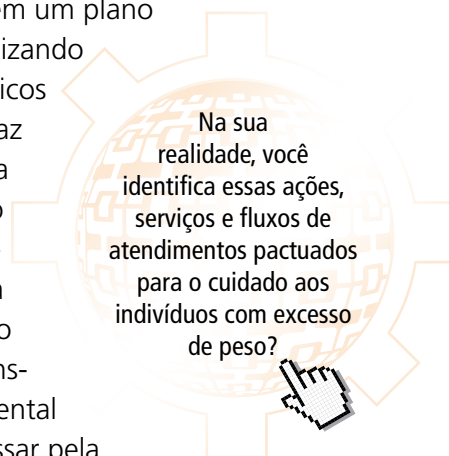 em um plano
izando
icos
az
a
o
Na sua
realidade, você
identifica essas ações,
serviços e fluxos de
atendimentos pactuados
para o cuidado aos
indivíduos com excesso
de peso?
o
ns-
ental
ssar pela